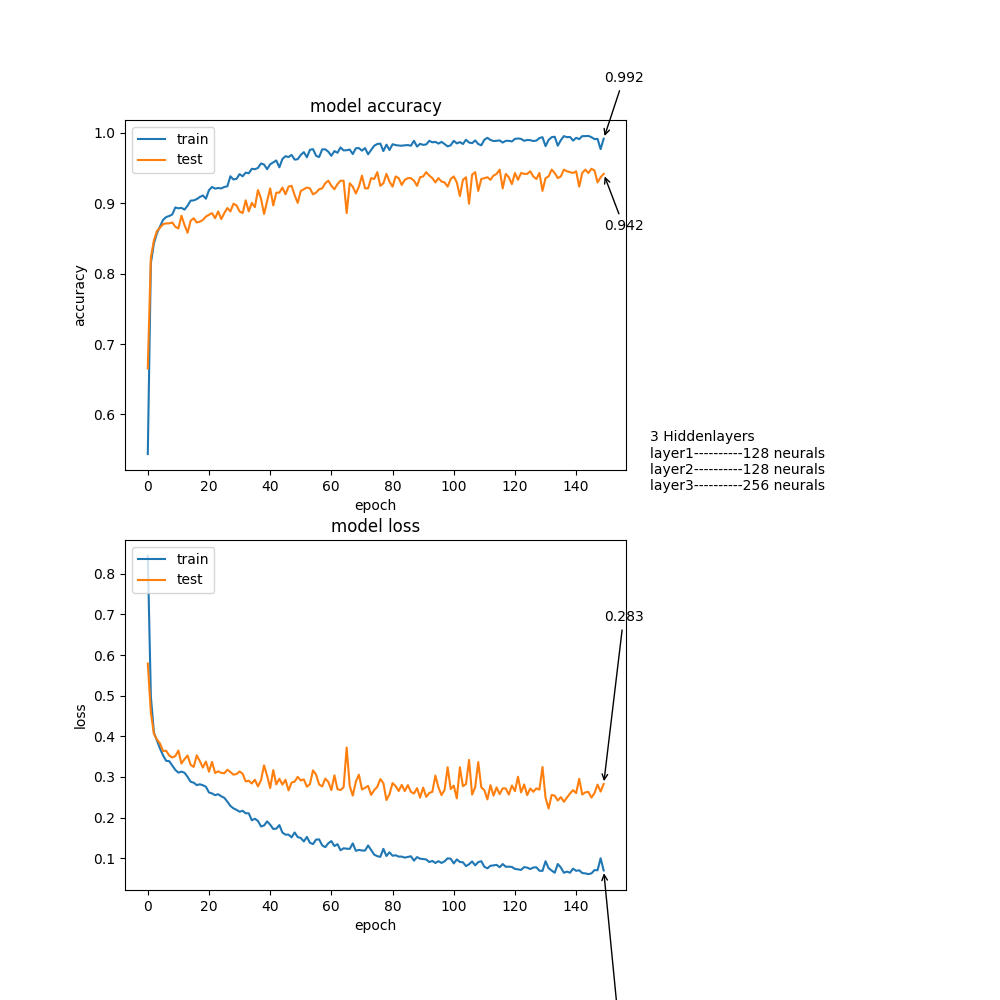 0.992
model accuracy
1.0
0.9
0.8
0.7
0.6
accuracy
train
test
0.942
0 20 40 60 80 100 120 140
epoch
3 Hiddenlayers
layer1----------128 neurals
layer2----------128 neurals
layer3----------256 neurals
model loss
0.8
0.7
0.6
0.5
0.4
0.3
0.2
0.1
loss
train
test
0.283
0 20 40 60 80 100 120 140
epoch